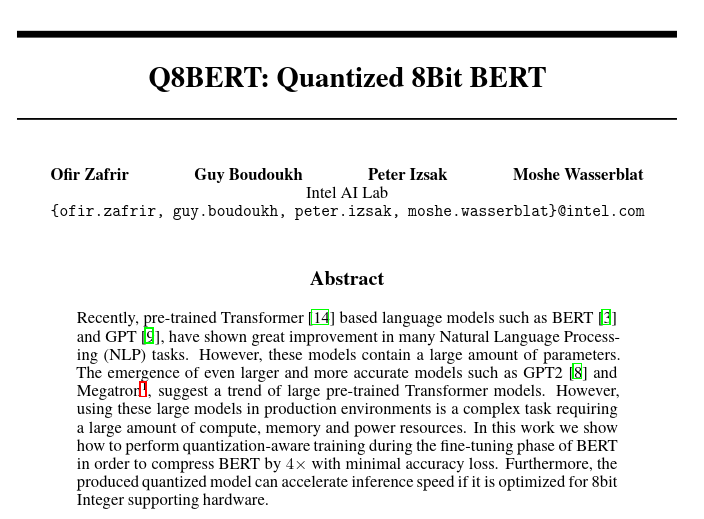 Q8BERT: Quantized 8Bit BERT
Ofir Zafrir Guy Boudoukh Peter Izsak Moshe Wasserblat
Intel AI Lab
{ofir.zafrir, guy.boudoukh, peter.izsak, moshe.wasserblat}@intel.com
Abstract
Recently, pre-trained Transformer [14] based language models such as BERT [3]
and GPT [9], have shown great improvement in many Natural Language Process-
ing (NLP) tasks. However, these models contain a large amount of parameters.
The emergence of even larger and more accurate models such as GPT2 [8] and
Megatron¹, suggest a trend of large pre-trained Transformer models. However,
using these large models in production environments is a complex task requiring
a large amount of compute, memory and power resources. In this work we show
how to perform quantization-aware training during the fine-tuning phase of BERT
in order to compress BERT by 4× with minimal accuracy loss. Furthermore, the
produced quantized model can accelerate inference speed if it is optimized for 8bit
Integer supporting hardware.